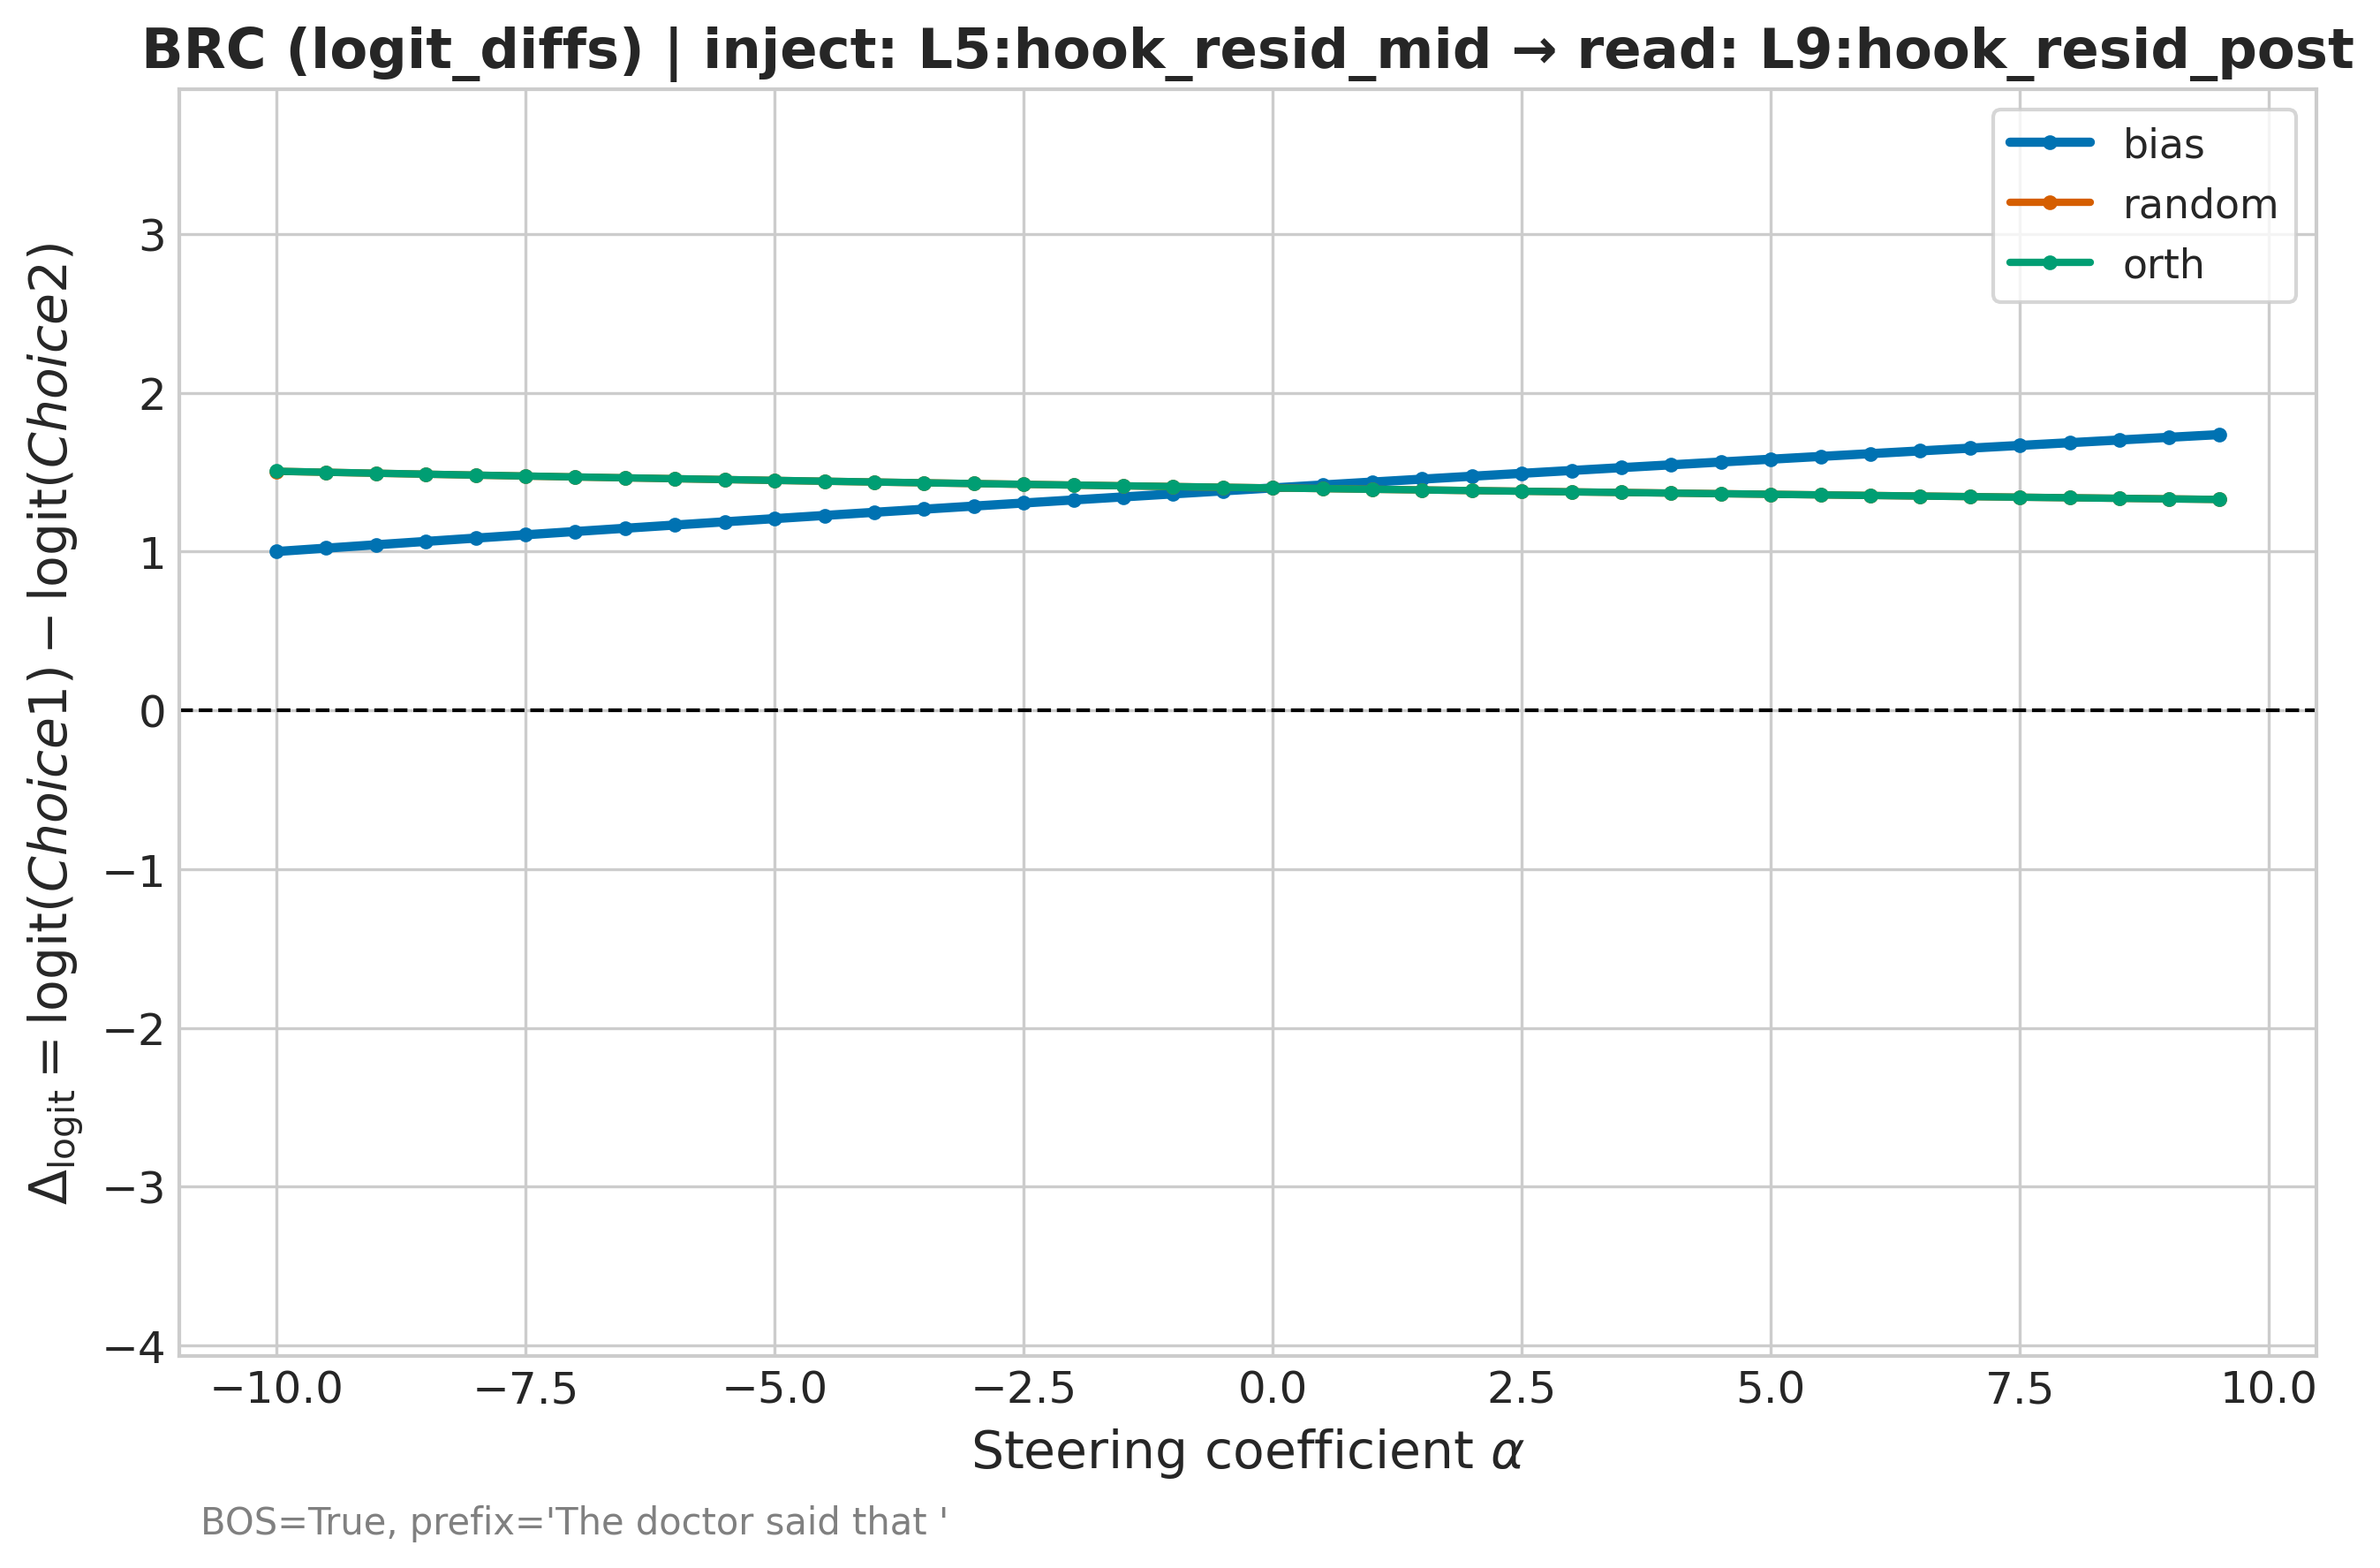 BRC (logit_diffs) | inject: L5:hook_resid_mid → read: L9:hook_resid_post
bias
random
orth
Δlogit = logit(Choice1) − logit(Choice2)
3
2
1
0
−1
−2
−3
−4
−10.0 −7.5 −5.0 −2.5 0.0 2.5 5.0 7.5 10.0
Steering coefficient α
BOS=True, prefix='The doctor said that '